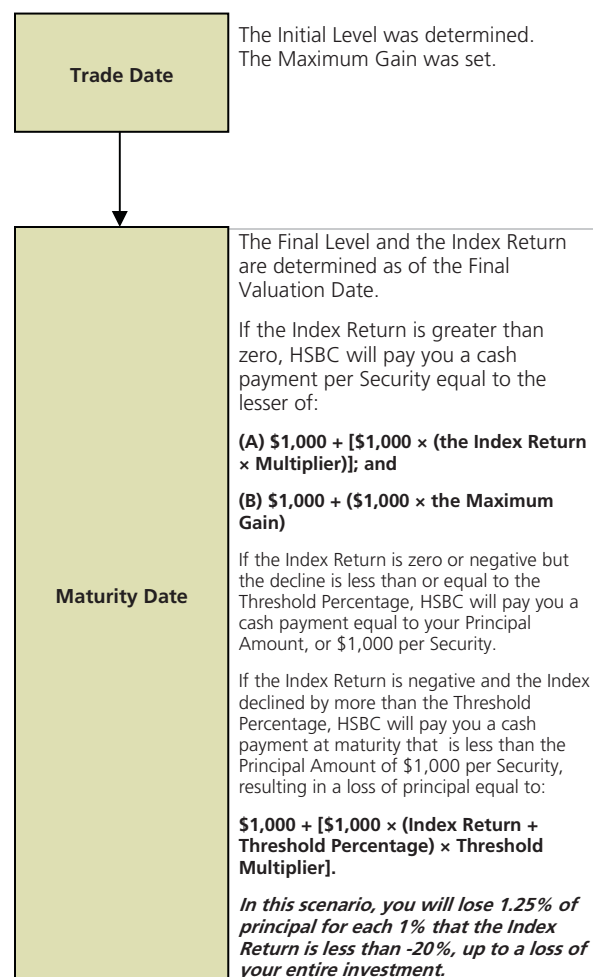 Trade Date
The Initial Level was determined.
The Maximum Gain was set.
Maturity Date
The Final Level and the Index Return
are determined as of the Final
Valuation Date.
If the Index Return is greater than
zero, HSBC will pay you a cash
payment per Security equal to the
lesser of:
(A) $1,000 + [$1,000 × (the Index Return
× Multiplier)]; and
(B) $1,000 + ($1,000 × the Maximum
Gain)
If the Index Return is zero or negative but
the decline is less than or equal to the
Threshold Percentage, HSBC will pay you a
cash payment equal to your Principal
Amount, or $1,000 per Security.
If the Index Return is negative and the Index
declined by more than the Threshold
Percentage, HSBC will pay you a cash
payment at maturity that  is less than the
Principal Amount of $1,000 per Security,
resulting in a loss of principal equal to:
$1,000 + [$1,000 × (Index Return +
Threshold Percentage) × Threshold
Multiplier].
In this scenario, you will lose 1.25% of
principal for each 1% that the Index
Return is less than -20%, up to a loss of
your entire investment.